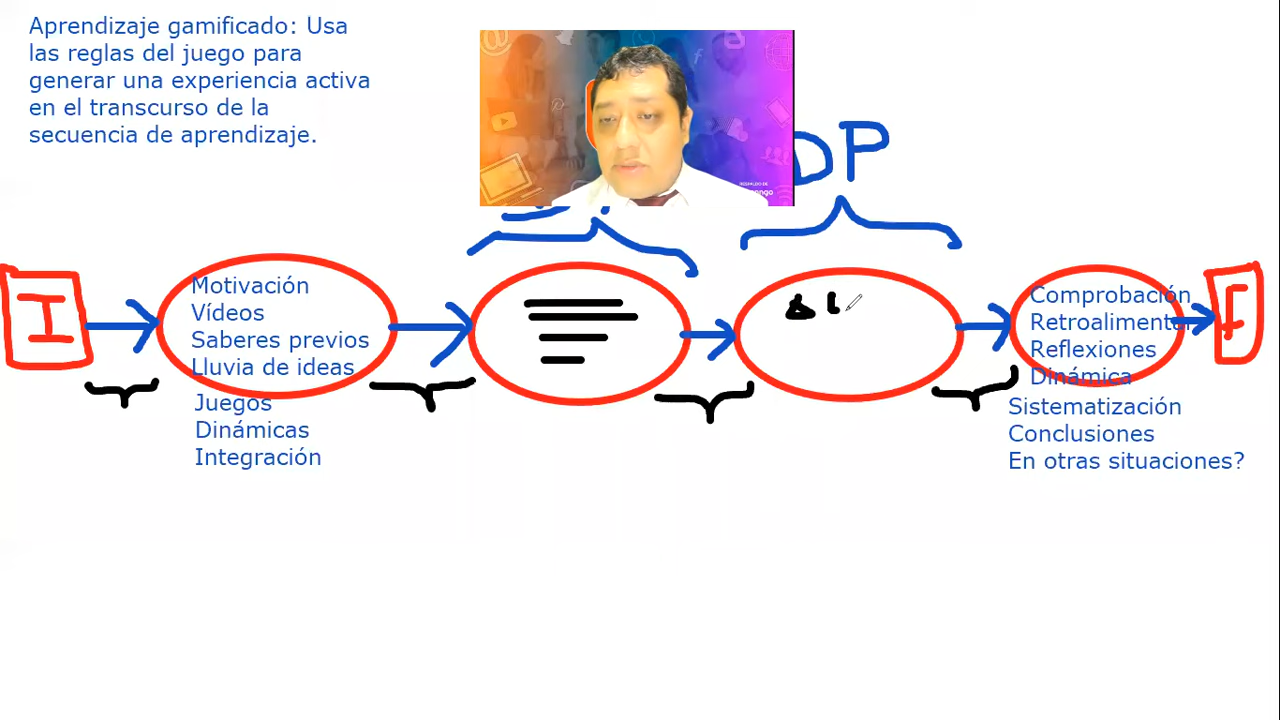 Aprendizaje gamificado: Usa
las reglas del juego para
generar una experiencia activa
en el transcurso de la
secuencia de aprendizaje.
DP
I
Motivación
Vídeos
Saberes previos
Lluvia de ideas
Juegos
Dinámicas
Integración
Comprobación
Retroalimentar
Reflexiones
Dinámica
Sistematización
Conclusiones
En otras situaciones?
F